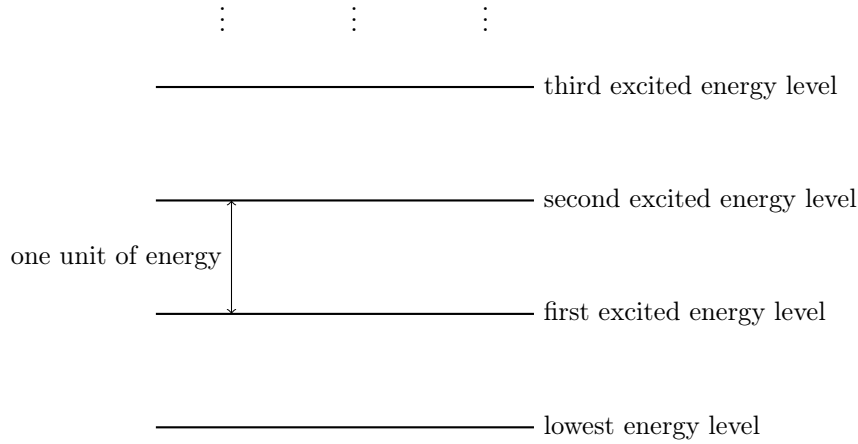 third excited energy level
second excited energy level
one unit of energy
first excited energy level
lowest energy level